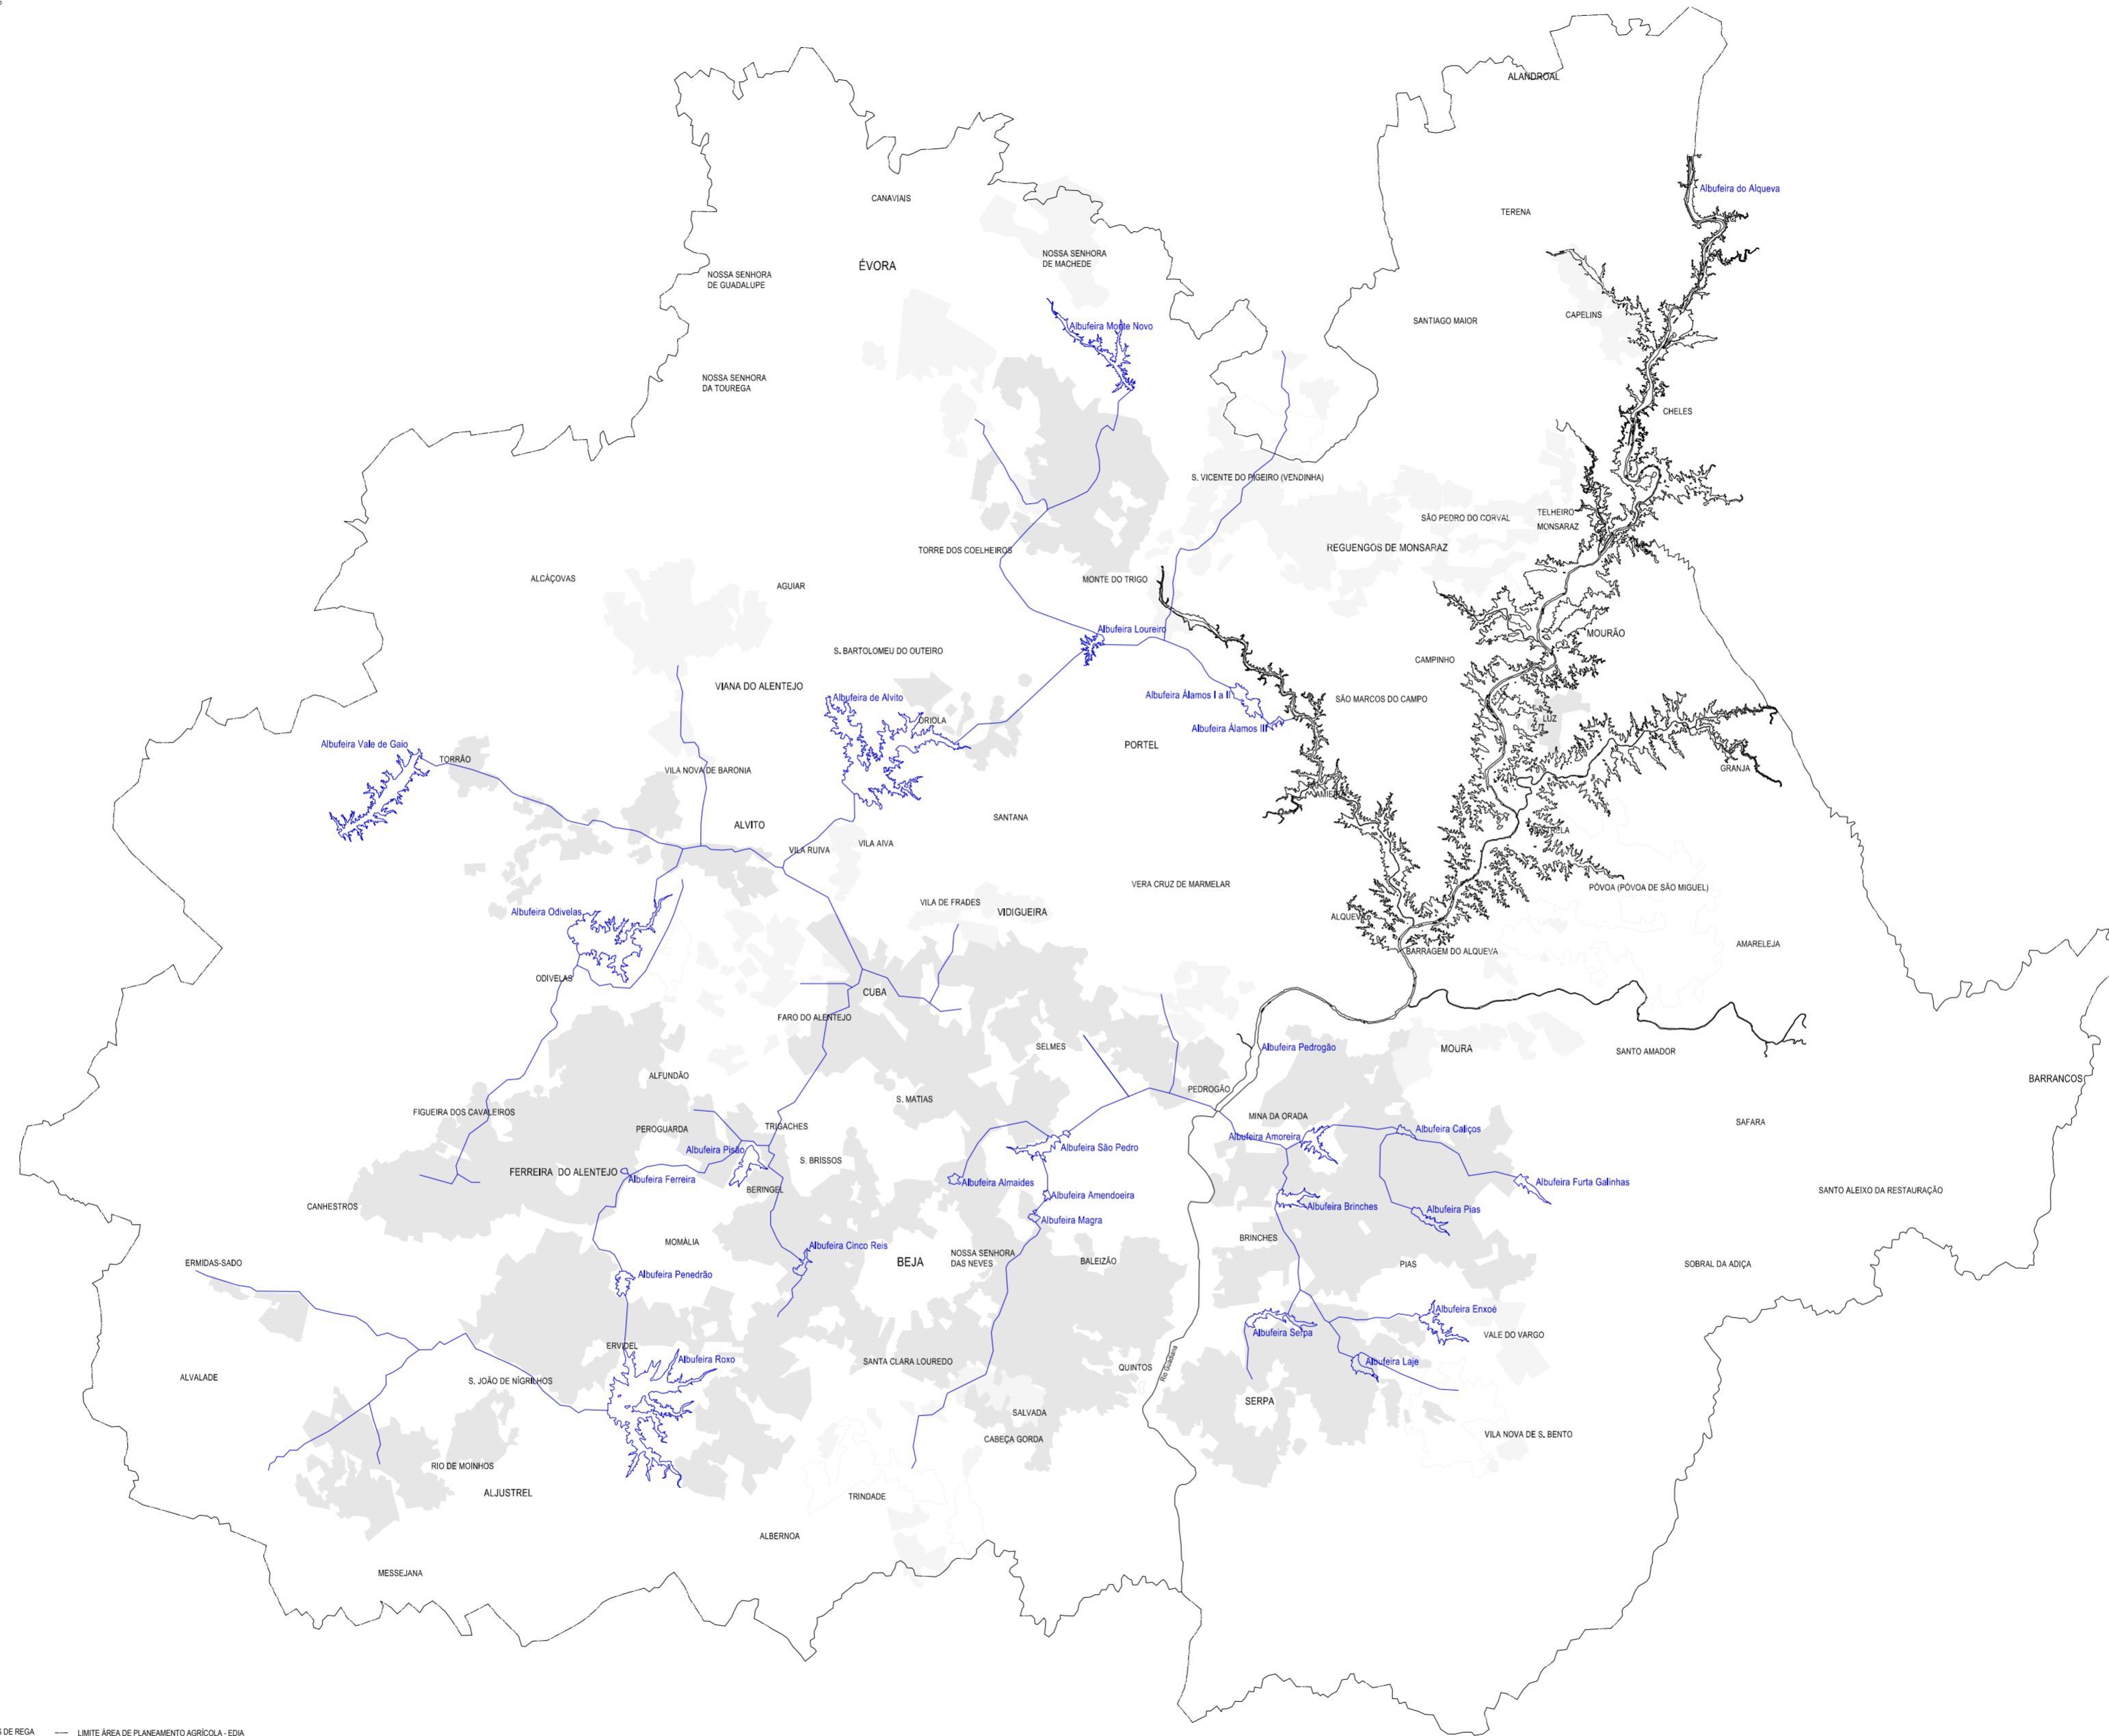 ALANDROAL
Albufeira do Alqueva
CANAVIAIS
TERENA
ÉVORA
NOSSA SENHORA
DE MACHEDE
NOSSA SENHORA
DE GUADALUPE
CAPELINS
SANTIAGO MAIOR
Albufeira Monte Novo
NOSSA SENHORA
DA TOUREGA
CHELES
S. VICENTE DO PIGEIRO (VENDINHA)
TELHEIRO
SÃO PEDRO DO CORVAL
MONSARAZ
REGUENGOS DE MONSARAZ
TORRE DOS COELHEIROS
ALCÁÇOVAS
AGUIAR
MONTE DO TRIGO
Albufeira Loureiro
MOURÃO
S. BARTOLOMEU DO OUTEIRO
CAMPINHO
VIANA DO ALENTEJO
Albufeira de Alvito
Albufeira Álamos I a II
SÃO MARCOS DO CAMPO
ORIOLA
LUZ
Albufeira Álamos III
Albufeira Vale de Gaio
PORTEL
TORRÃO
VILA NOVA DE BARONIA
GRANJA
SANTANA
ALVITO
VILA AIVA
VILA RUIVA
VERA CRUZ DE MARMELAR
PÓVOA (PÓVOA DE SÃO MIGUEL)
VILA DE FRADES
Albufeira Odivelas
VIDIGUEIRA
ALQUEVA
AMARELEJA
BARRAGEM DO ALQUEVA
ODIVELAS
CUBA
FARO DO ALENTEJO
SELMES
Albufeira Pedrogão
MOURA
SANTO AMADOR
ALFUNDÃO
BARRANCOS
PEDROGÃO
S. MATIAS
FIGUEIRA DOS CAVALEIROS
MINA DA ORADA
SAFARA
PEROGUARDA
TRIGACHES
Albufeira Caliços
Albufeira Amoreira
Albufeira Pisão
Albufeira São Pedro
S. BRISSOS
FERREIRA DO ALENTEJO
Albufeira Ferreira
Albufeira Almaides
Albufeira Furta Galinhas
BERINGEL
SANTO ALEIXO DA RESTAURAÇÃO
Albufeira Amendoeira
CANHESTROS
Albufeira Brinches
Albufeira Pias
Albufeira Magra
BRINCHES
MOMÁLIA
Albufeira Cinco Reis
NOSSA SENHORA
DAS NEVES
BEJA
BALEIZÃO
ERMIDAS-SADO
PIAS
SOBRAL DA ADIÇA
Albufeira Penedrão
Albufeira Enxoé
Albufeira Serpa
VALE DO VARGO
ERVIDEL
Albufeira Roxo
SANTA CLARA LOUREDO
Albufeira Laje
QUINTOS
Rio Guadiana
ALVALADE
S. JOÃO DE NIGRILHOS
SERPA
SALVADA
VILA NOVA DE S. BENTO
CABEÇA GORDA
RIO DE MOINHOS
ALJUSTREL
TRINDADE
ALBERNOA
MESSEJANA
S DE REGA
LIMITE ÁREA DE PLANEAMENTO AGRÍCOLA - EDIA